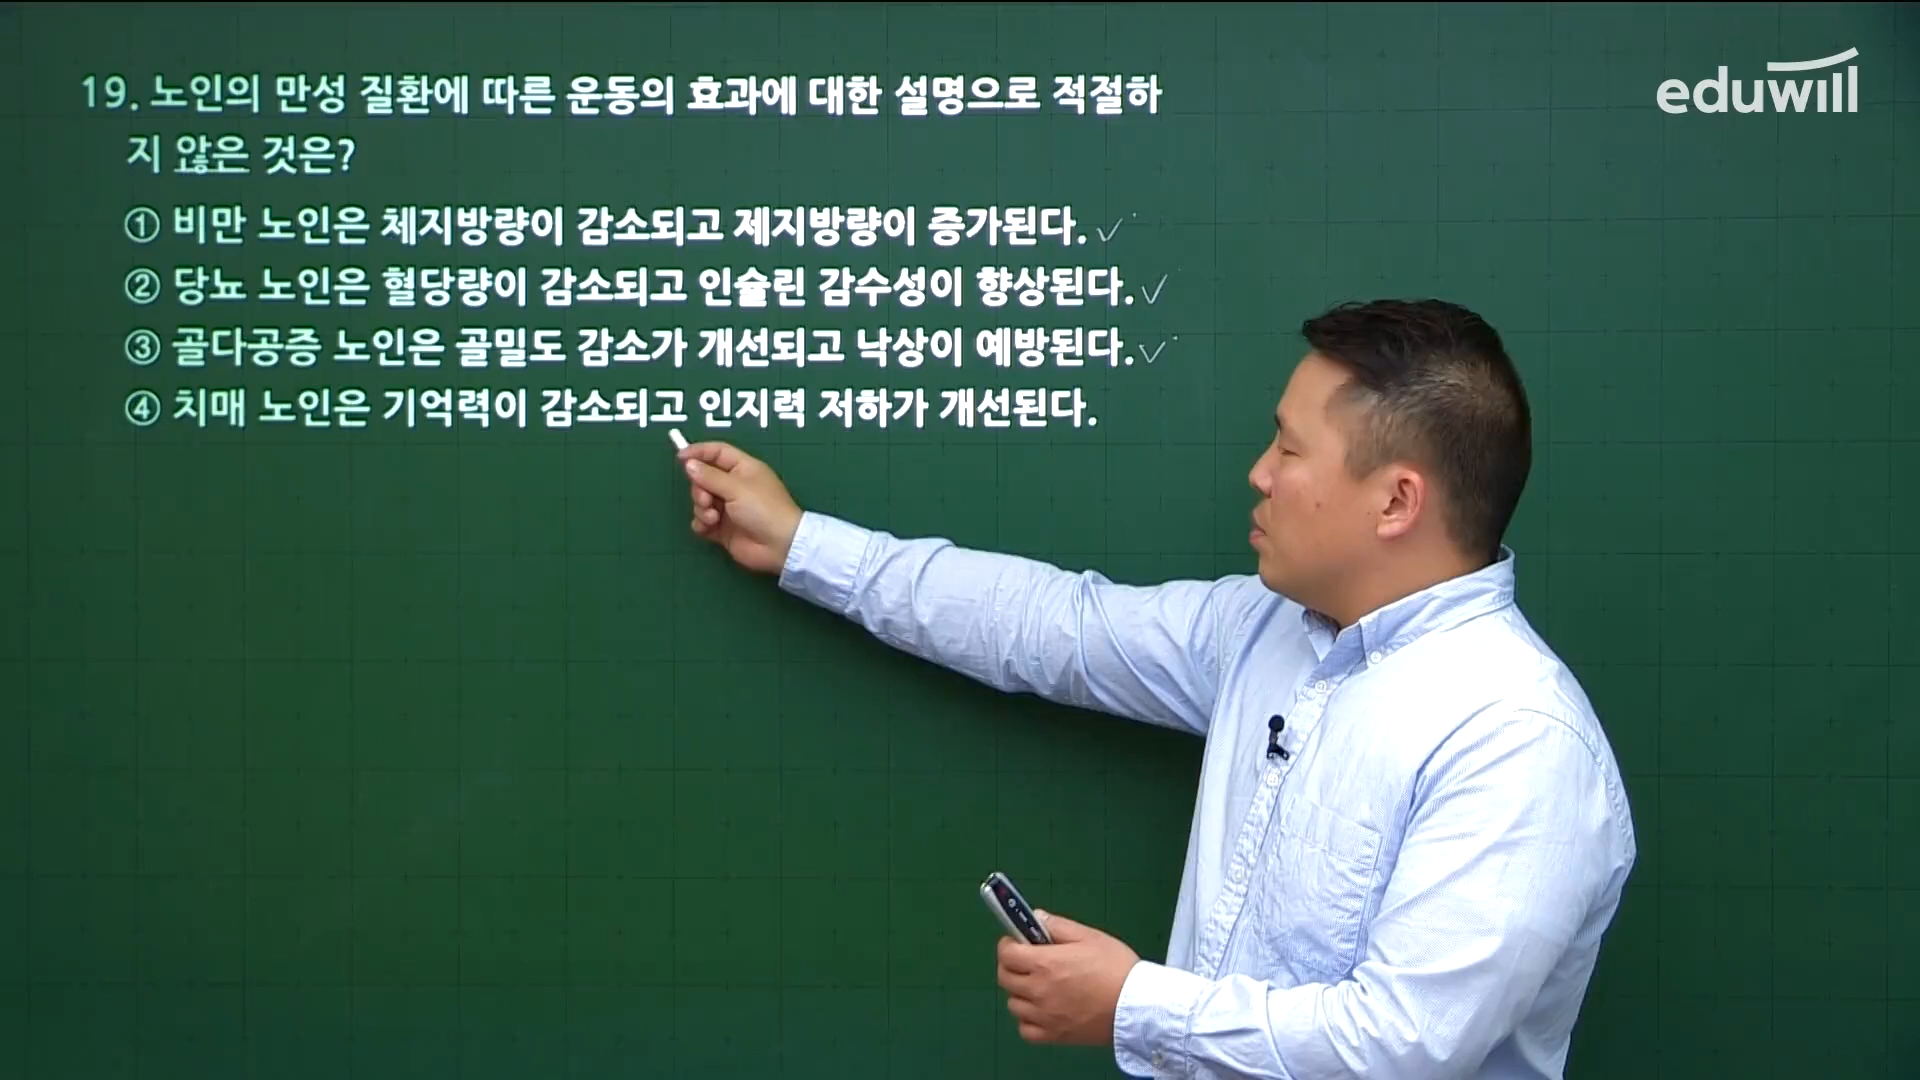 eduwill
19. 노인의 만성 질환에 따른 운동의 효과에 대한 설명으로 적절하
지 않은 것은?
① 비만 노인은 체지방량이 감소되고 제지방량이 증가된다.
② 당뇨 노인은 혈당량이 감소되고 인슐린 감수성이 향상된다.
③ 골다공증 노인은 골밀도 감소가 개선되고 낙상이 예방된다.
④ 치매 노인은 기억력이 감소되고 인지력 저하가 개선된다.